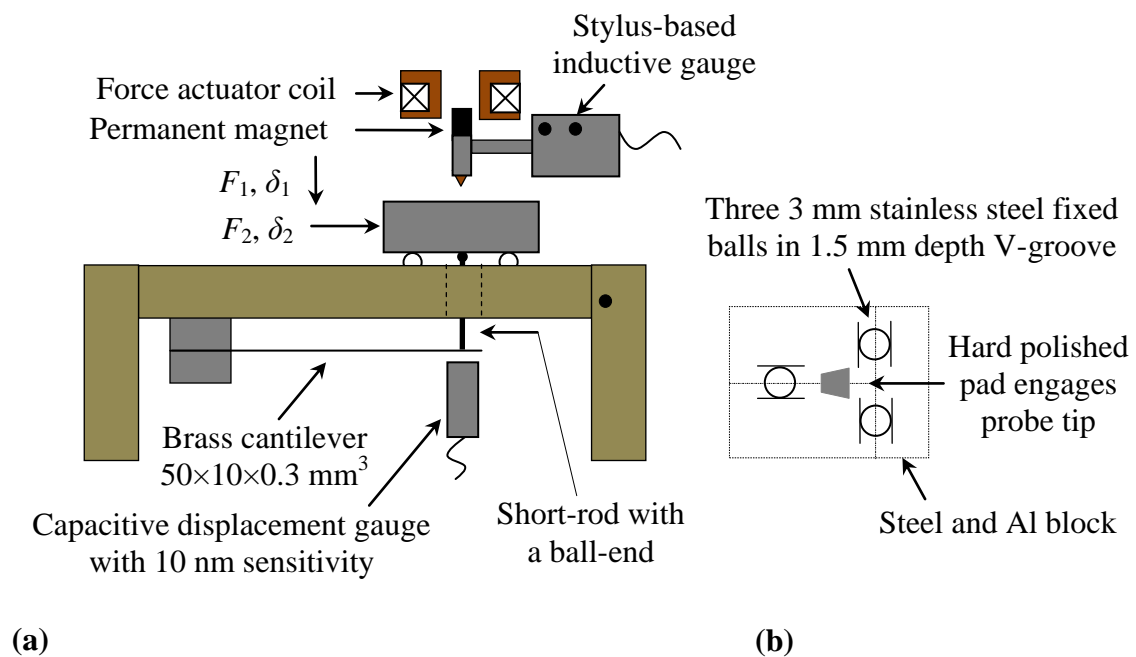 Stylus-based
inductive gauge
Force actuator coil
Permanent magnet
F1, δ1
F2, δ2
Three 3 mm stainless steel fixed
balls in 1.5 mm depth V-groove
Hard polished
pad engages
probe tip
Brass cantilever
50×10×0.3 mm³
Capacitive displacement gauge
with 10 nm sensitivity
Short-rod with
a ball-end
Steel and Al block
(a)
(b)